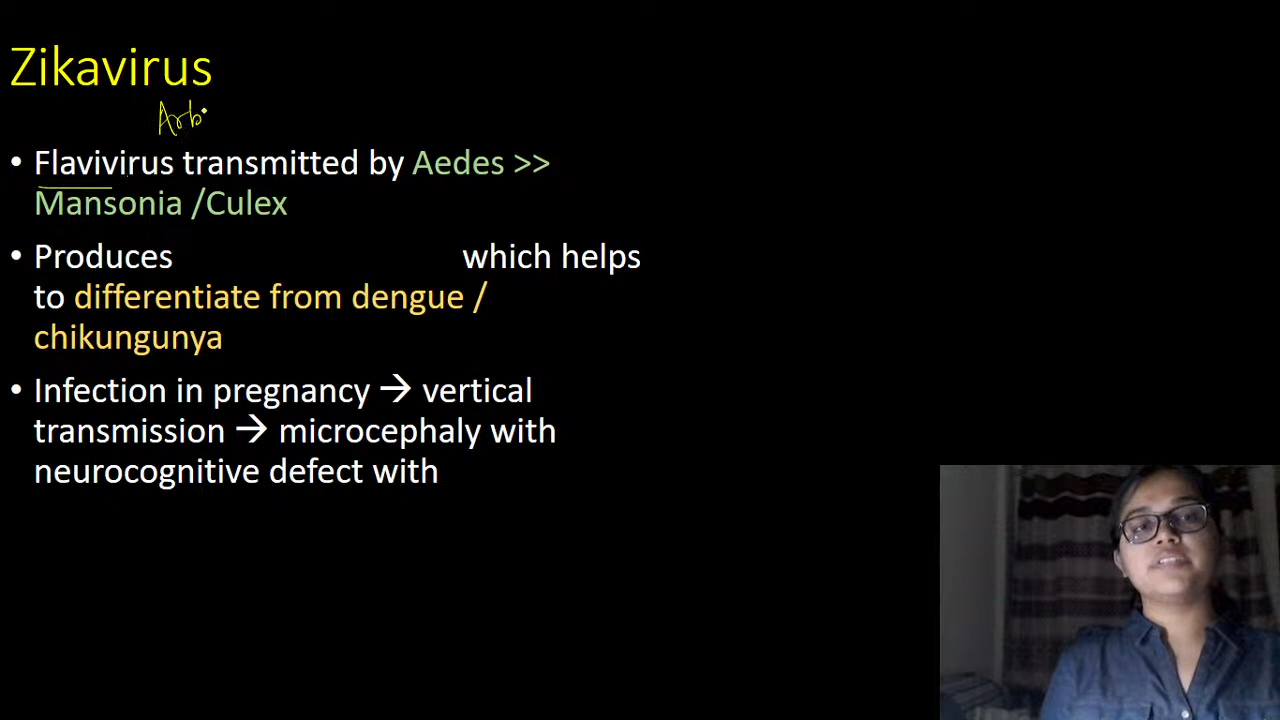 Zikavirus
Arb
• Flavivirus transmitted by Aedes >>
Mansonia /Culex
• Produces which helps
to differentiate from dengue /
chikungunya
• Infection in pregnancy → vertical
transmission → microcephaly with
neurocognitive defect with